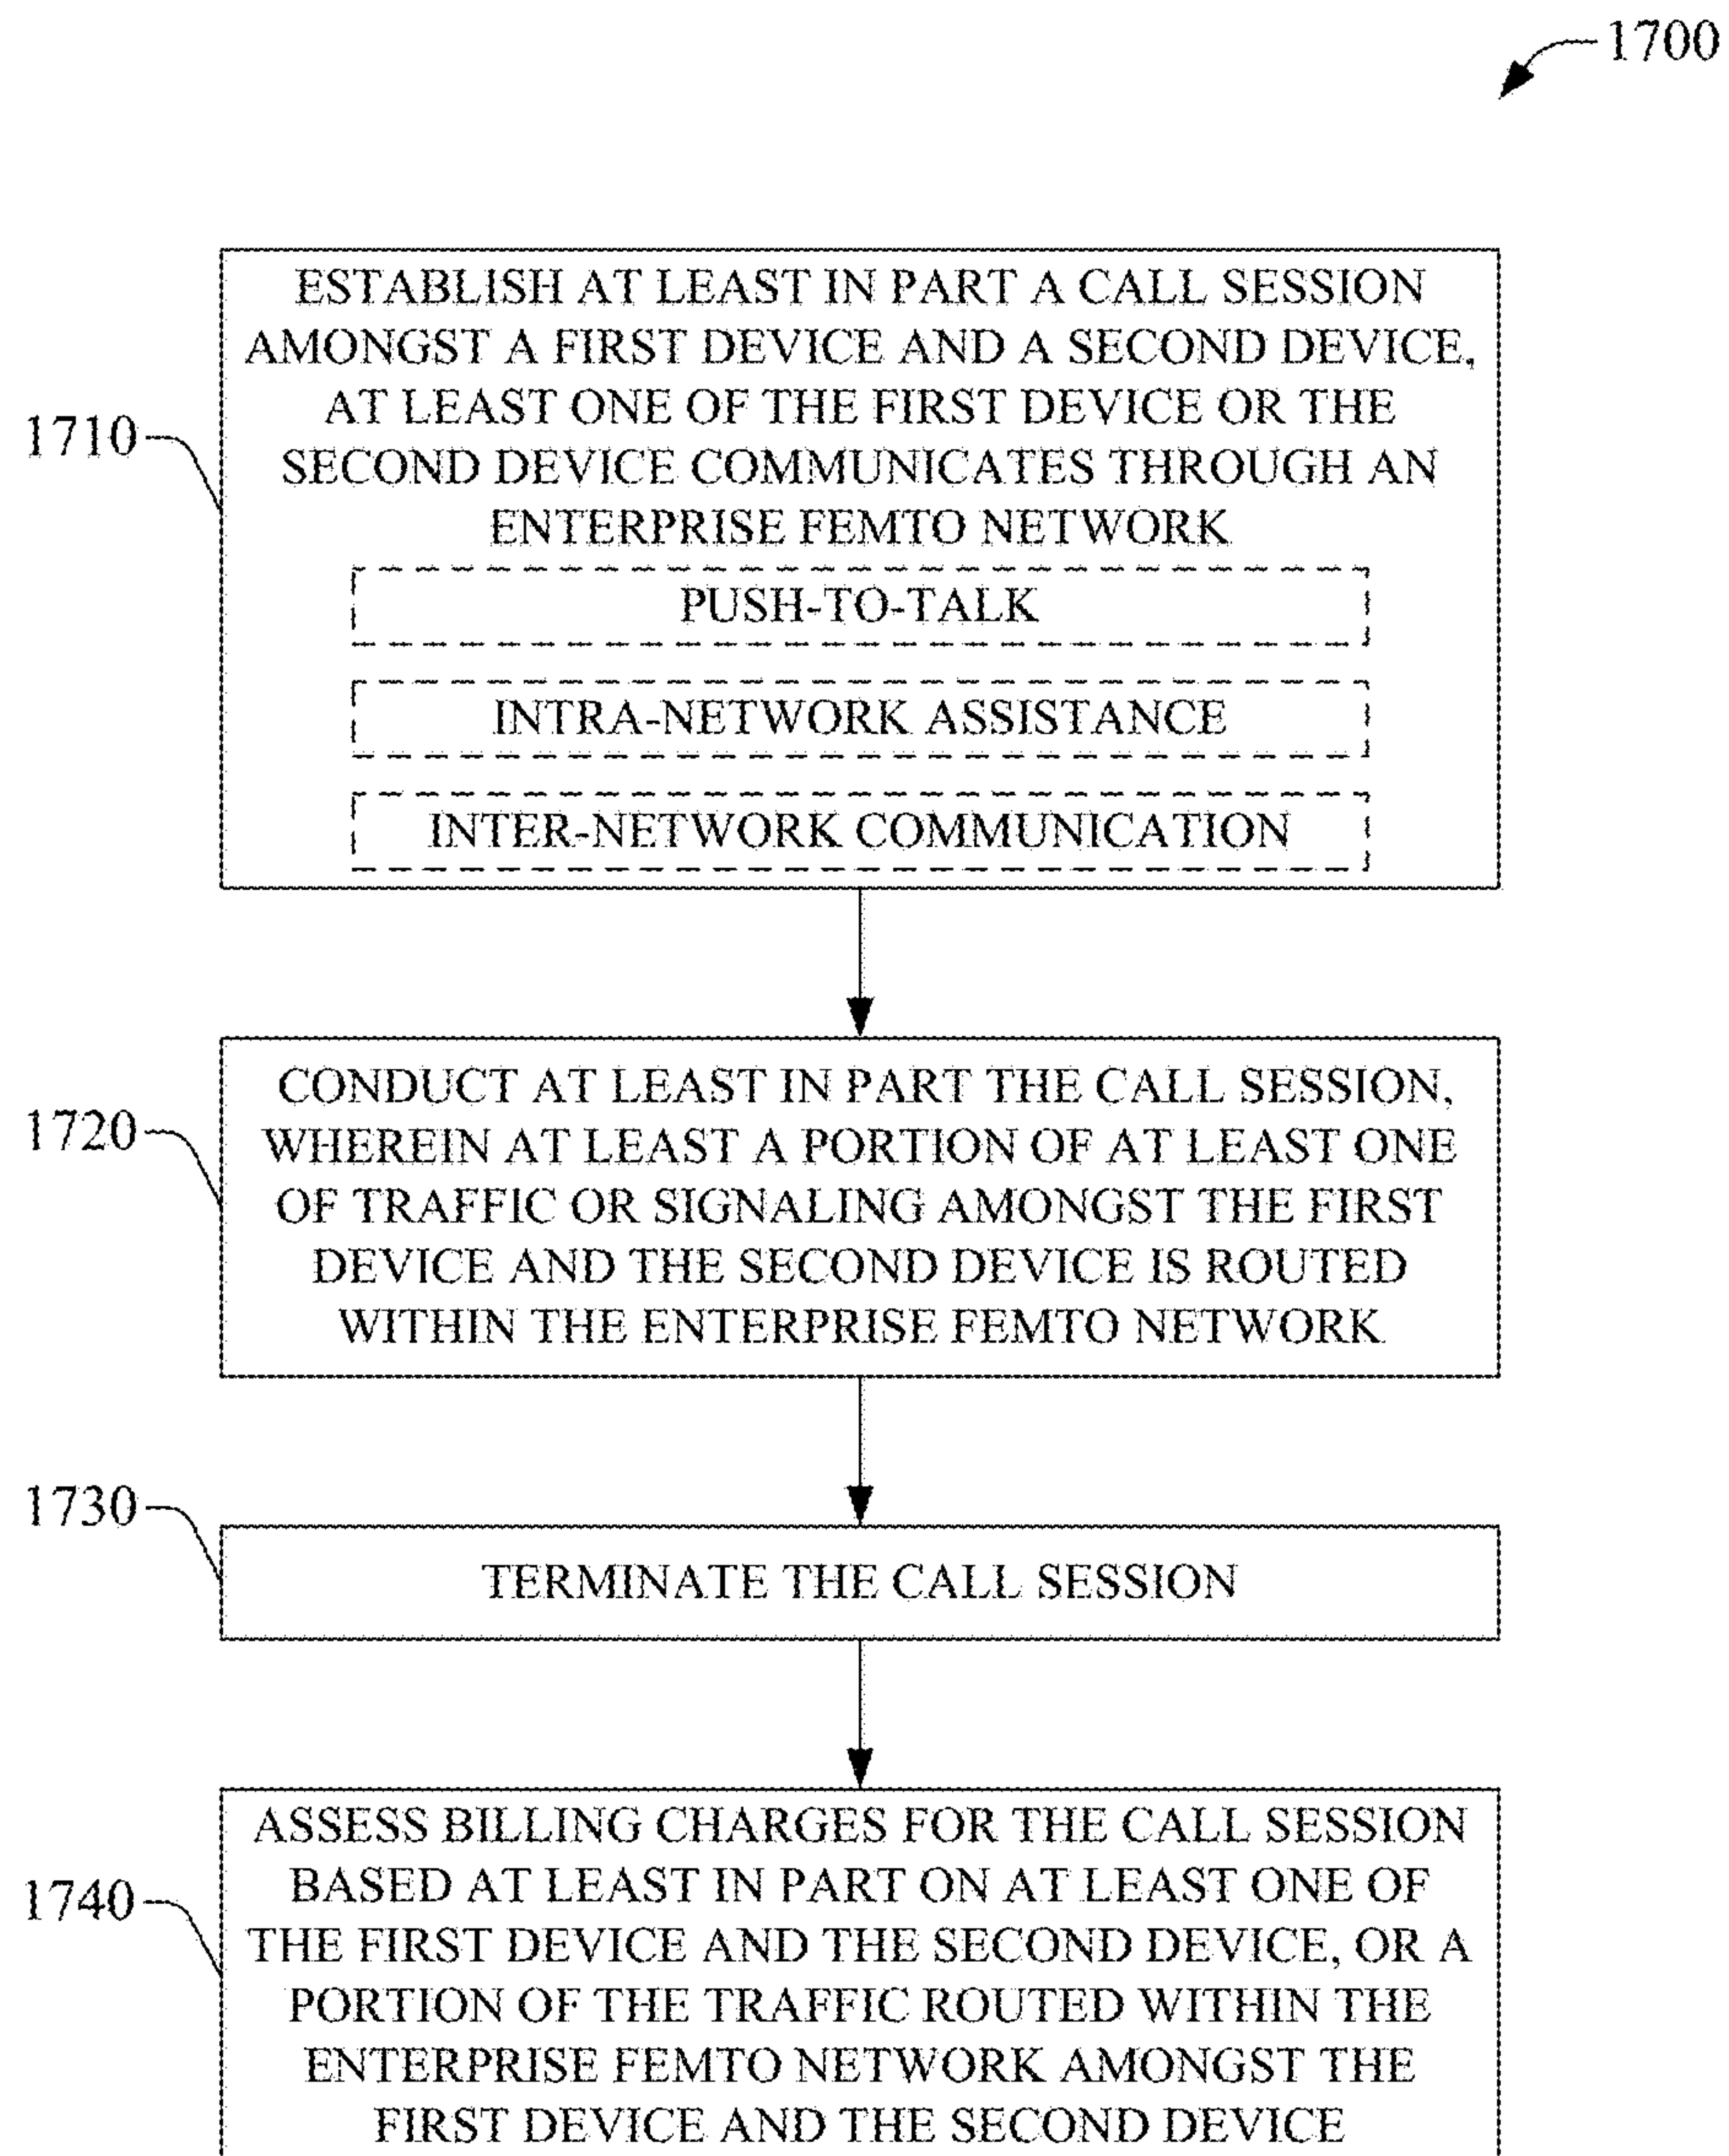 1700
1710
ESTABLISH AT LEAST IN PART A CALL SESSION
AMONGST A FIRST DEVICE AND A SECOND DEVICE,
AT LEAST ONE OF THE FIRST DEVICE OR THE
SECOND DEVICE COMMUNICATES THROUGH AN
ENTERPRISE FEMTO NETWORK
PUSH-TO-TALK
INTRA-NETWORK ASSISTANCE
INTER-NETWORK COMMUNICATION
1720
CONDUCT AT LEAST IN PART THE CALL SESSION,
WHEREIN AT LEAST A PORTION OF AT LEAST ONE
OF TRAFFIC OR SIGNALING AMONGST THE FIRST
DEVICE AND THE SECOND DEVICE IS ROUTED
WITHIN THE ENTERPRISE FEMTO NETWORK
1730
TERMINATE THE CALL SESSION
1740
ASSESS BILLING CHARGES FOR THE CALL SESSION
BASED AT LEAST IN PART ON AT LEAST ONE OF
THE FIRST DEVICE AND THE SECOND DEVICE, OR A
PORTION OF THE TRAFFIC ROUTED WITHIN THE
ENTERPRISE FEMTO NETWORK AMONGST THE
FIRST DEVICE AND THE SECOND DEVICE